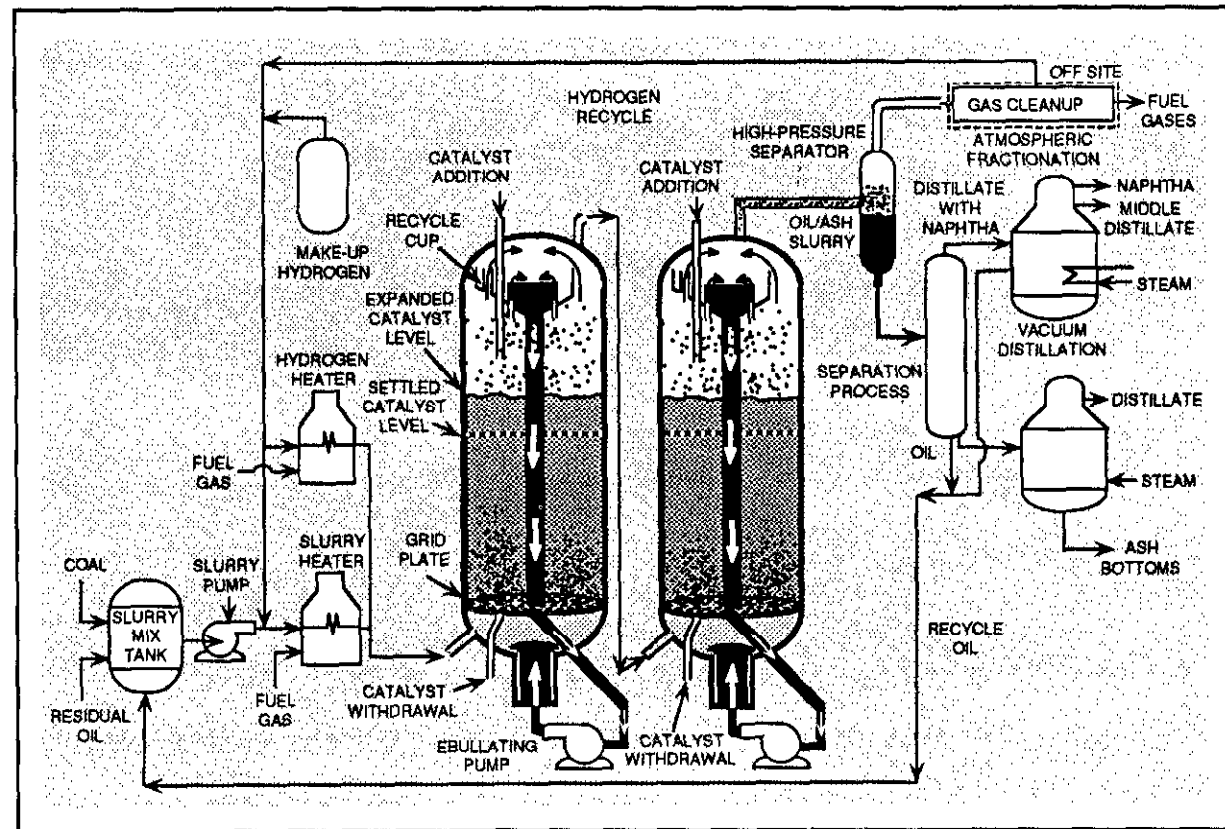 OFF SITE
GAS CLEANUP
FUEL
GASES
ATMOSPHERIC
FRACTIONATION
HYDROGEN
RECYCLE
HIGH-PRESSURE
SEPARATOR
CATALYST
ADDITION
CATALYST
ADDITION
RECYCLE
CUP
MAKE-UP
HYDROGEN
OIL/ASH
SLURRY
DISTILLATE
WITH
NAPHTHA
NAPHTHA
MIDDLE
DISTILLATE
STEAM
VACUUM
DISTILLATION
EXPANDED
CATALYST
LEVEL
HYDROGEN
HEATER
SETTLED
CATALYST
LEVEL
SEPARATION
PROCESS
DISTILLATE
OIL
FUEL
GAS
STEAM
GRID
PLATE
SLURRY
HEATER
COAL
SLURRY
PUMP
SLURRY
MIX
TANK
ASH
BOTTOMS
RECYCLE
OIL
RESIDUAL
OIL
FUEL
GAS
CATALYST
WITHDRAWAL
EBULLATING
PUMP
CATALYST
WITHDRAWAL